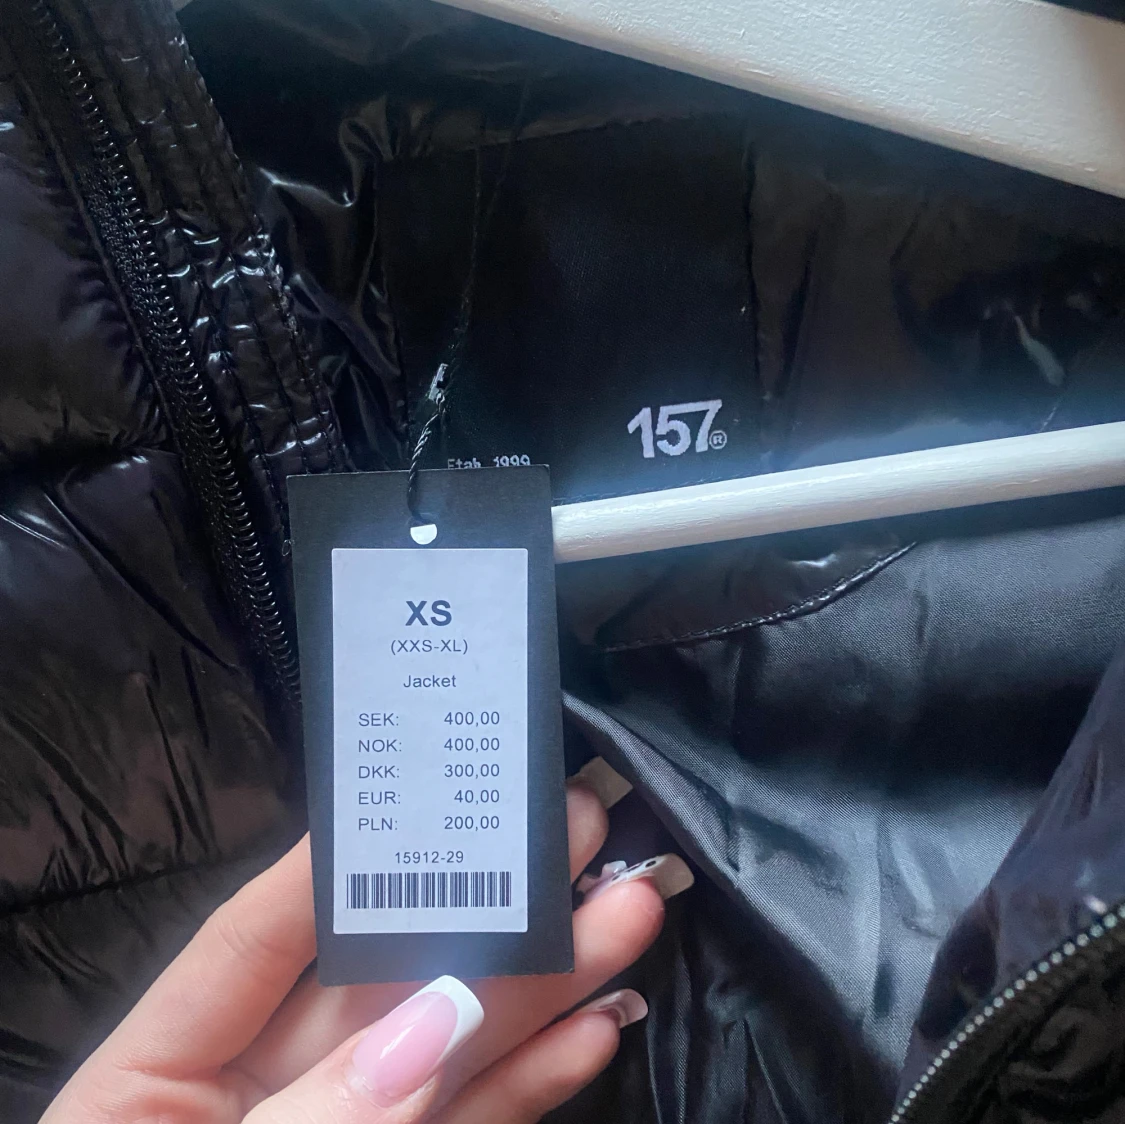 157®
Etab. 1999
XS
(XXS-XL)
Jacket
SEK: 400,00
NOK: 400,00
DKK: 300,00
EUR: 40,00
PLN: 200,00
15912-29